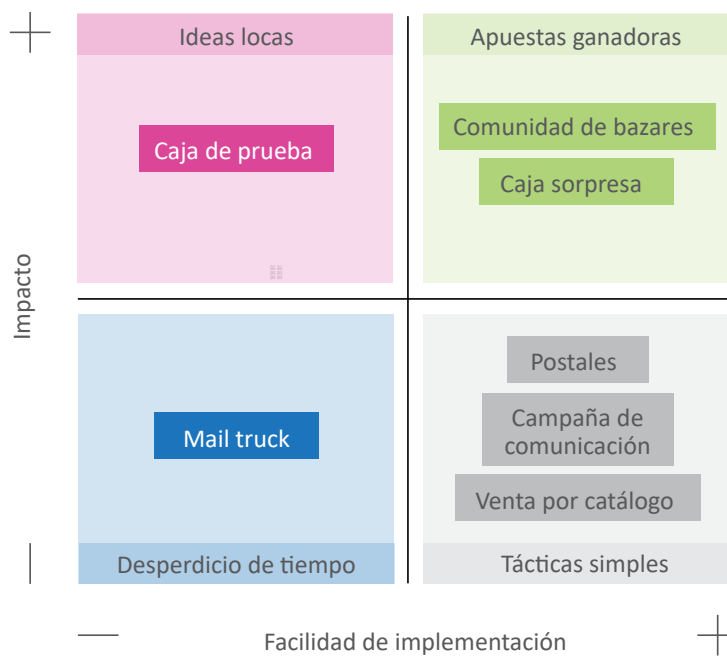 Ideas locas
Apuestas ganadoras
Caja de prueba
Comunidad de bazares
Caja sorpresa
Impacto
Postales
Campaña de
comunicación
Mail truck
Venta por catálogo
Desperdicio de tiempo
Tácticas simples
Facilidad de implementación